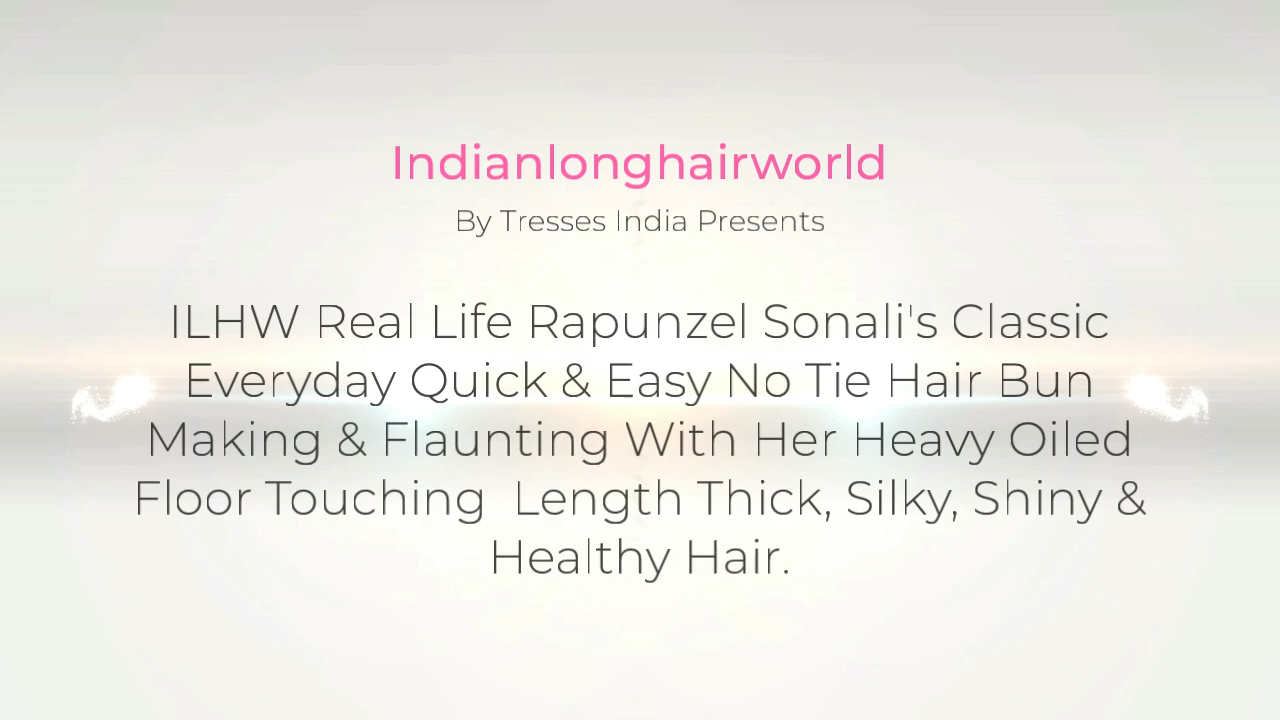 Indianlonghairworld
By Tresses India Presents
ILHW Real Life Rapunzel Sonali's Classic
Everyday Quick & Easy No Tie Hair Bun
Making & Flaunting With Her Heavy Oiled
Floor Touching  Length Thick, Silky, Shiny &
Healthy Hair.